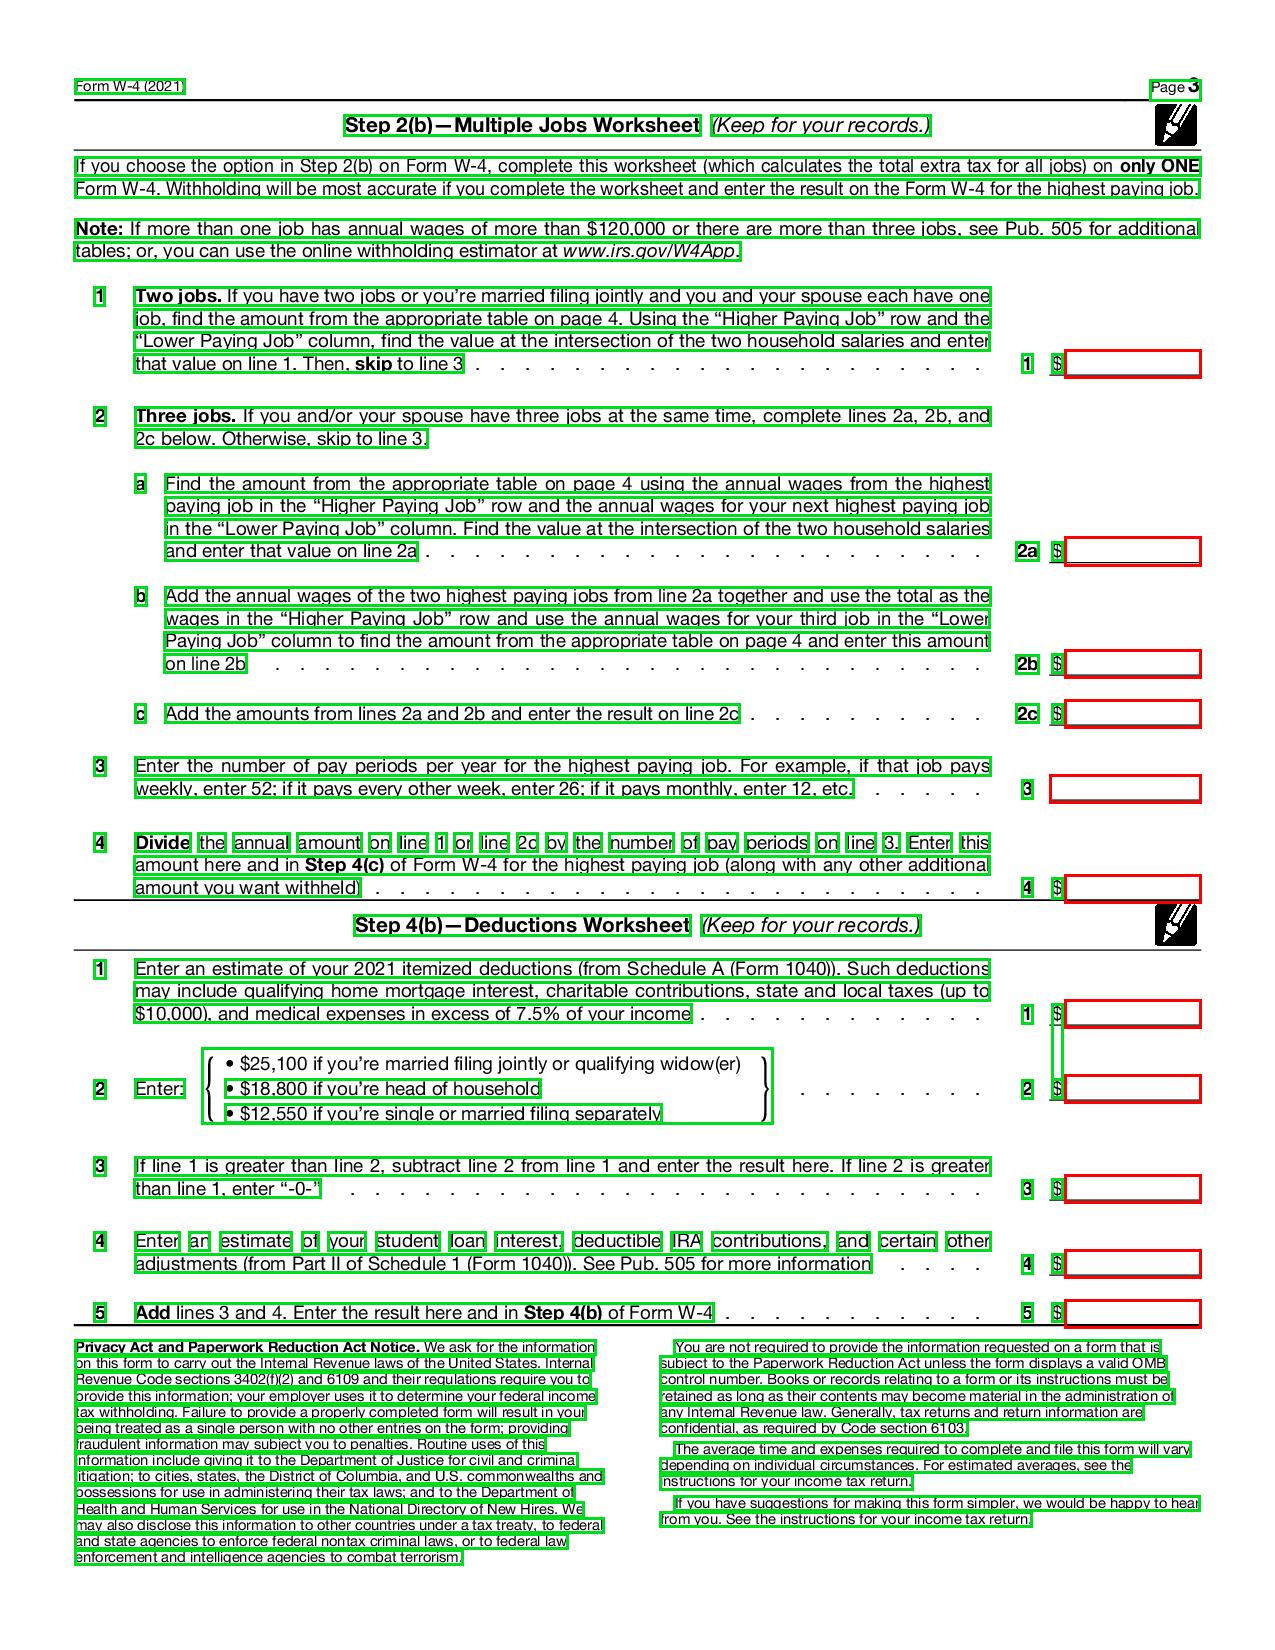 Form W-4 (2021)
Page 3
Step 2(b)—Multiple Jobs Worksheet (Keep for your records.)
If you choose the option in Step 2(b) on Form W-4, complete this worksheet (which calculates the total extra tax for all jobs) on only ONE
Form W-4. Withholding will be most accurate if you complete the worksheet and enter the result on the Form W-4 for the highest paying job.
Note: If more than one job has annual wages of more than $120,000 or there are more than three jobs, see Pub. 505 for additional
tables; or, you can use the online withholding estimator at www.irs.gov/W4App.
1 Two jobs. If you have two jobs or you’re married filing jointly and you and your spouse each have one
job, find the amount from the appropriate table on page 4. Using the “Higher Paying Job” row and the
“Lower Paying Job” column, find the value at the intersection of the two household salaries and enter
that value on line 1. Then, skip to line 3 . . . . . . . . . . . . . . . . . . . . . 1 $
2 Three jobs. If you and/or your spouse have three jobs at the same time, complete lines 2a, 2b, and
2c below. Otherwise, skip to line 3.
a Find the amount from the appropriate table on page 4 using the annual wages from the highest
paying job in the “Higher Paying Job” row and the annual wages for your next highest paying job
in the “Lower Paying Job” column. Find the value at the intersection of the two household salaries
and enter that value on line 2a . . . . . . . . . . . . . . . . . . . . . . . 2a $
b Add the annual wages of the two highest paying jobs from line 2a together and use the total as the
wages in the “Higher Paying Job” row and use the annual wages for your third job in the “Lower
Paying Job” column to find the amount from the appropriate table on page 4 and enter this amount
on line 2b . . . . . . . . . . . . . . . . . . . . . . . . . . . . . 2b $
c Add the amounts from lines 2a and 2b and enter the result on line 2c . . . . . . . . . . 2c $
3 Enter the number of pay periods per year for the highest paying job. For example, if that job pays
weekly, enter 52; if it pays every other week, enter 26; if it pays monthly, enter 12, etc. . . . . . 3
4 Divide the annual amount on line 1 or line 2c by the number of pay periods on line 3. Enter this
amount here and in Step 4(c) of Form W-4 for the highest paying job (along with any other additional
amount you want withheld) . . . . . . . . . . . . . . . . . . . . . . . . . 4 $
Step 4(b)—Deductions Worksheet (Keep for your records.)
1 Enter an estimate of your 2021 itemized deductions (from Schedule A (Form 1040)). Such deductions
may include qualifying home mortgage interest, charitable contributions, state and local taxes (up to
$10,000), and medical expenses in excess of 7.5% of your income . . . . . . . . . . . . 1 $
• $25,100 if you’re married filing jointly or qualifying widow(er)
2 Enter: • $18,800 if you’re head of household . . . . . . . . 2 $
• $12,550 if you’re single or married filing separately
3 If line 1 is greater than line 2, subtract line 2 from line 1 and enter the result here. If line 2 is greater
than line 1, enter “-0-” . . . . . . . . . . . . . . . . . . . . . . . . . . 3 $
4 Enter an estimate of your student loan interest, deductible IRA contributions, and certain other
adjustments (from Part II of Schedule 1 (Form 1040)). See Pub. 505 for more information . . . . 4 $
5 Add lines 3 and 4. Enter the result here and in Step 4(b) of Form W-4 . . . . . . . . . . . 5 $
Privacy Act and Paperwork Reduction Act Notice. We ask for the information
on this form to carry out the Internal Revenue laws of the United States. Internal
Revenue Code sections 3402(f)(2) and 6109 and their regulations require you to
provide this information; your employer uses it to determine your federal income
tax withholding. Failure to provide a properly completed form will result in your
being treated as a single person with no other entries on the form; providing
fraudulent information may subject you to penalties. Routine uses of this
information include giving it to the Department of Justice for civil and criminal
litigation; to cities, states, the District of Columbia, and U.S. commonwealths and
possessions for use in administering their tax laws; and to the Department of
Health and Human Services for use in the National Directory of New Hires. We
may also disclose this information to other countries under a tax treaty, to federal
and state agencies to enforce federal nontax criminal laws, or to federal law
enforcement and intelligence agencies to combat terrorism.
You are not required to provide the information requested on a form that is
subject to the Paperwork Reduction Act unless the form displays a valid OMB
control number. Books or records relating to a form or its instructions must be
retained as long as their contents may become material in the administration of
any Internal Revenue law. Generally, tax returns and return information are
confidential, as required by Code section 6103.
The average time and expenses required to complete and file this form will vary
depending on individual circumstances. For estimated averages, see the
instructions for your income tax return.
If you have suggestions for making this form simpler, we would be happy to hear
from you. See the instructions for your income tax return.